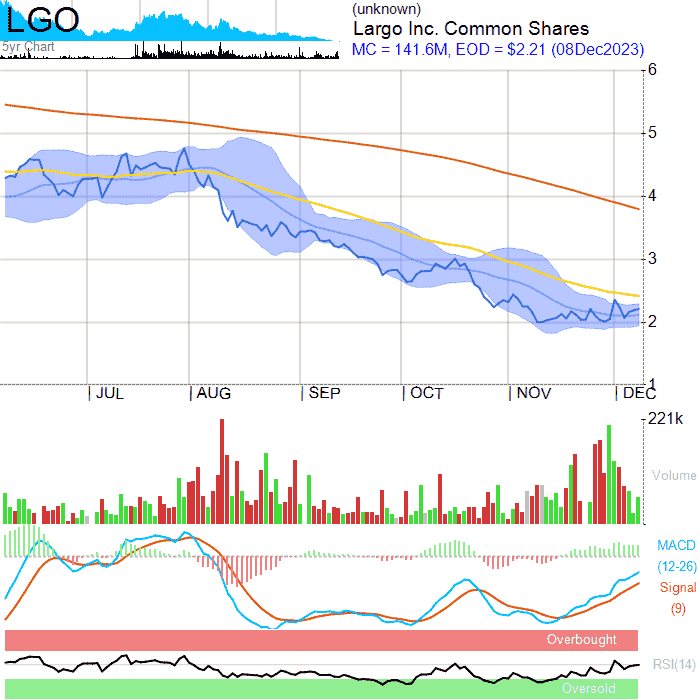 LGO
5yr Chart
(unknown)
Largo Inc. Common Shares
MC = 141.6M, EOD = $2.21 (08Dec2023)
6
5
4
3
2
1
JUL AUG SEP OCT NOV DEC
221k
Volume
MACD
(12-26)
Signal
(9)
Overbought
RSI(14)
Oversold